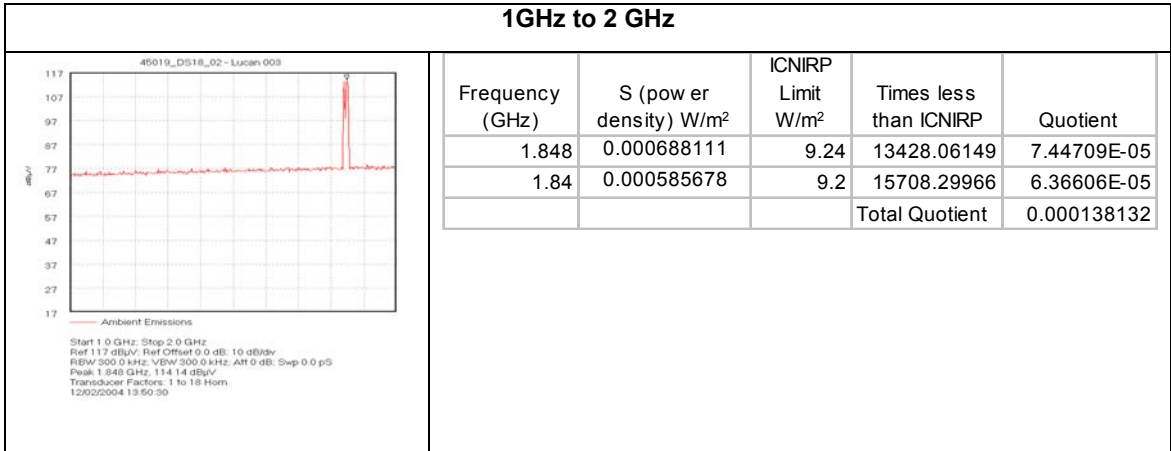 1GHz to 2 GHz
45019_DS18_02 - Lucan 003
117
107
97
87
77
67
57
47
37
27
17
dBµV
Ambient Emissions
Start 1.0 GHz; Stop 2.0 GHz
Ref 117 dBµV; Ref Offset 0.0 dB; 10 dB/div
RBW 300.0 kHz; VBW 300.0 kHz; Att 0 dB; Swp 0.0 pS
Peak 1.848 GHz, 114.14 dBµV
Transducer Factors: 1 to 18 Horn
12/02/2004 13:50:30
Frequency (GHz) S (pow er density) W/m² ICNIRP Limit W/m² Times less than ICNIRP Quotient
1.848 0.000688111 9.24 13428.06149 7.44709E-05
1.84 0.000585678 9.2 15708.29966 6.36606E-05
Total Quotient 0.000138132